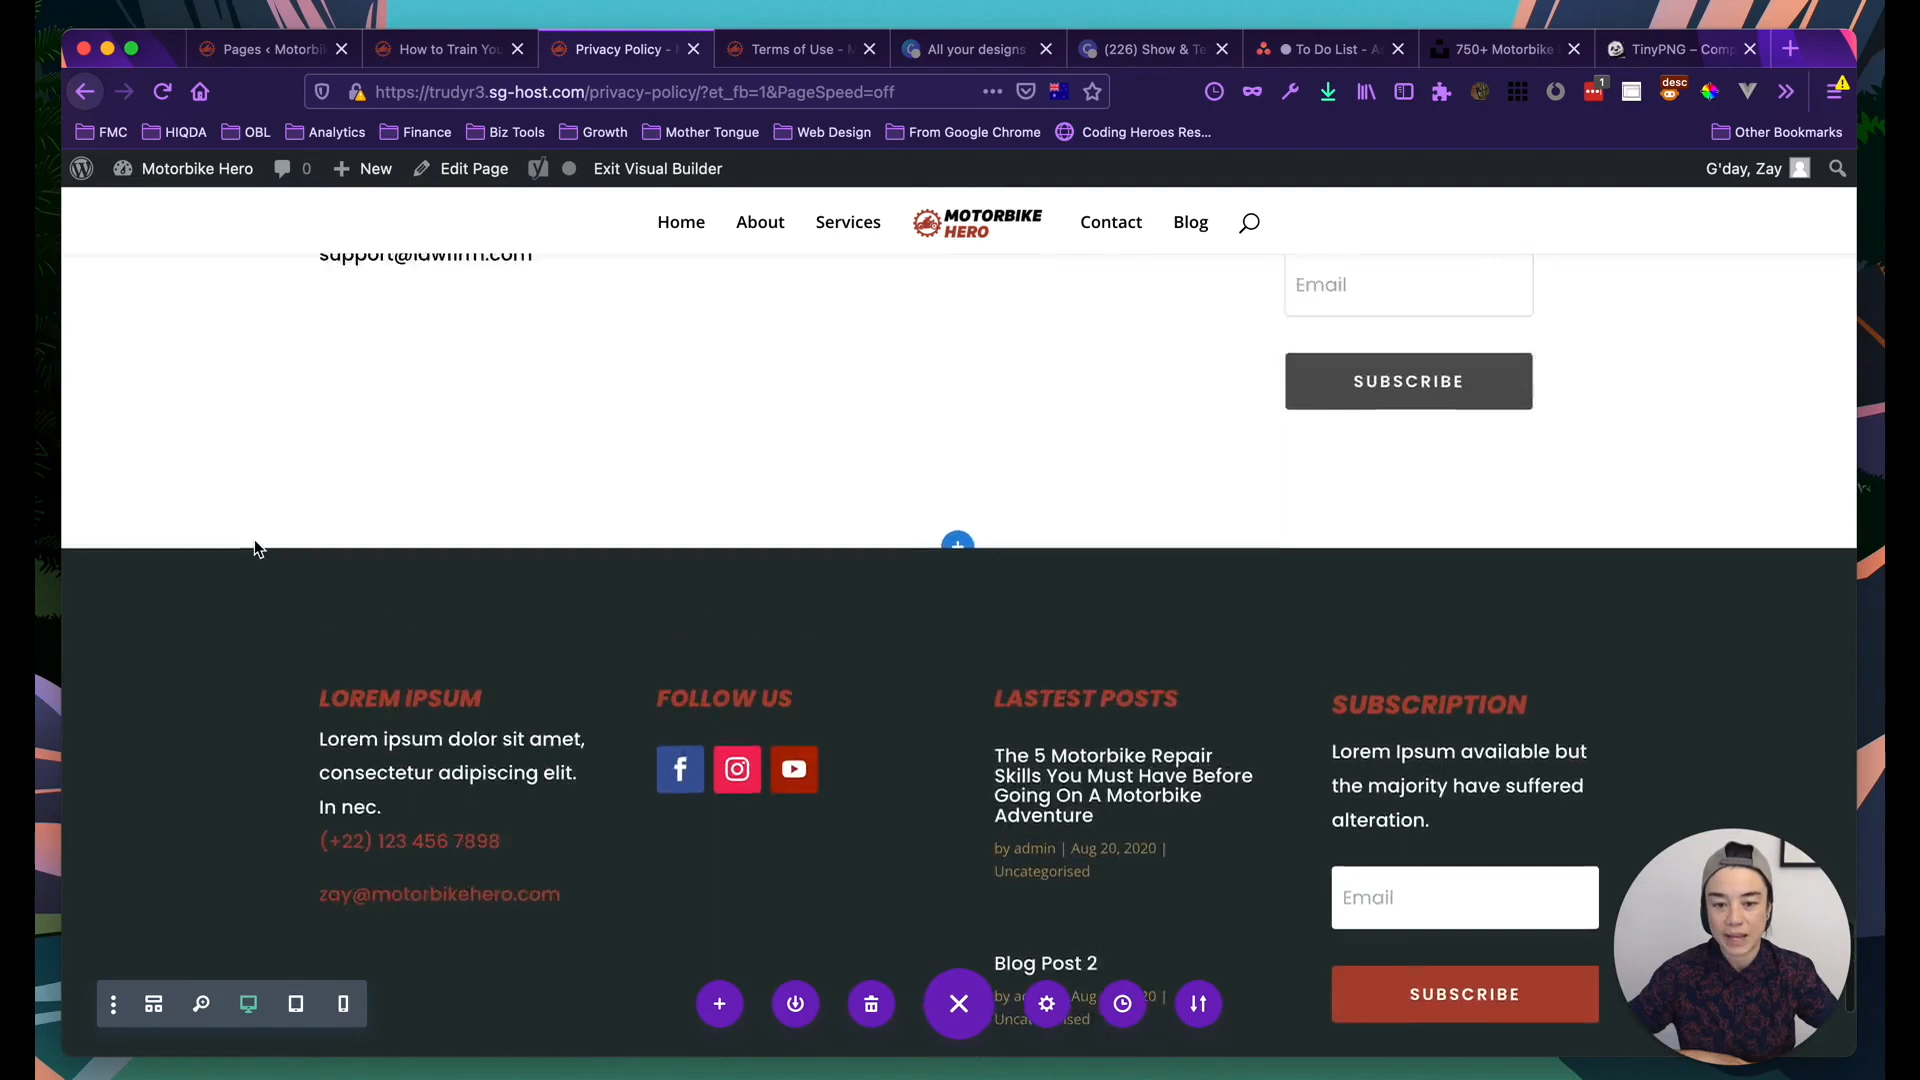 Pages ‹ Motorbi
How to Train You
Privacy Policy -
Terms of Use - M
All your designs
(226) Show & Te
To Do List - A
750+ Motorbike
TinyPNG – Comp
https://trudyr3.sg-host.com/privacy-policy/?et_fb=1&PageSpeed=off
1
desc
FMC
HIQDA
OBL
Analytics
Finance
Biz Tools
Growth
Mother Tongue
Web Design
From Google Chrome
Coding Heroes Res...
Other Bookmarks
Motorbike Hero
0
New
Edit Page
Exit Visual Builder
G'day, Zay
Home
About
Services
MOTORBIKE
HERO
Contact
Blog
support@lawfirm.com
Email
SUBSCRIBE
LOREM IPSUM
Lorem ipsum dolor sit amet,
consectetur adipiscing elit.
In nec.
(+22) 123 456 7898
zay@motorbikehero.com
FOLLOW US
LASTEST POSTS
The 5 Motorbike Repair
Skills You Must Have Before
Going On A Motorbike
Adventure
by admin | Aug 20, 2020 |
Uncategorised
Blog Post 2
SUBSCRIPTION
Lorem Ipsum available but
the majority have suffered
alteration.
Email
SUBSCRIBE